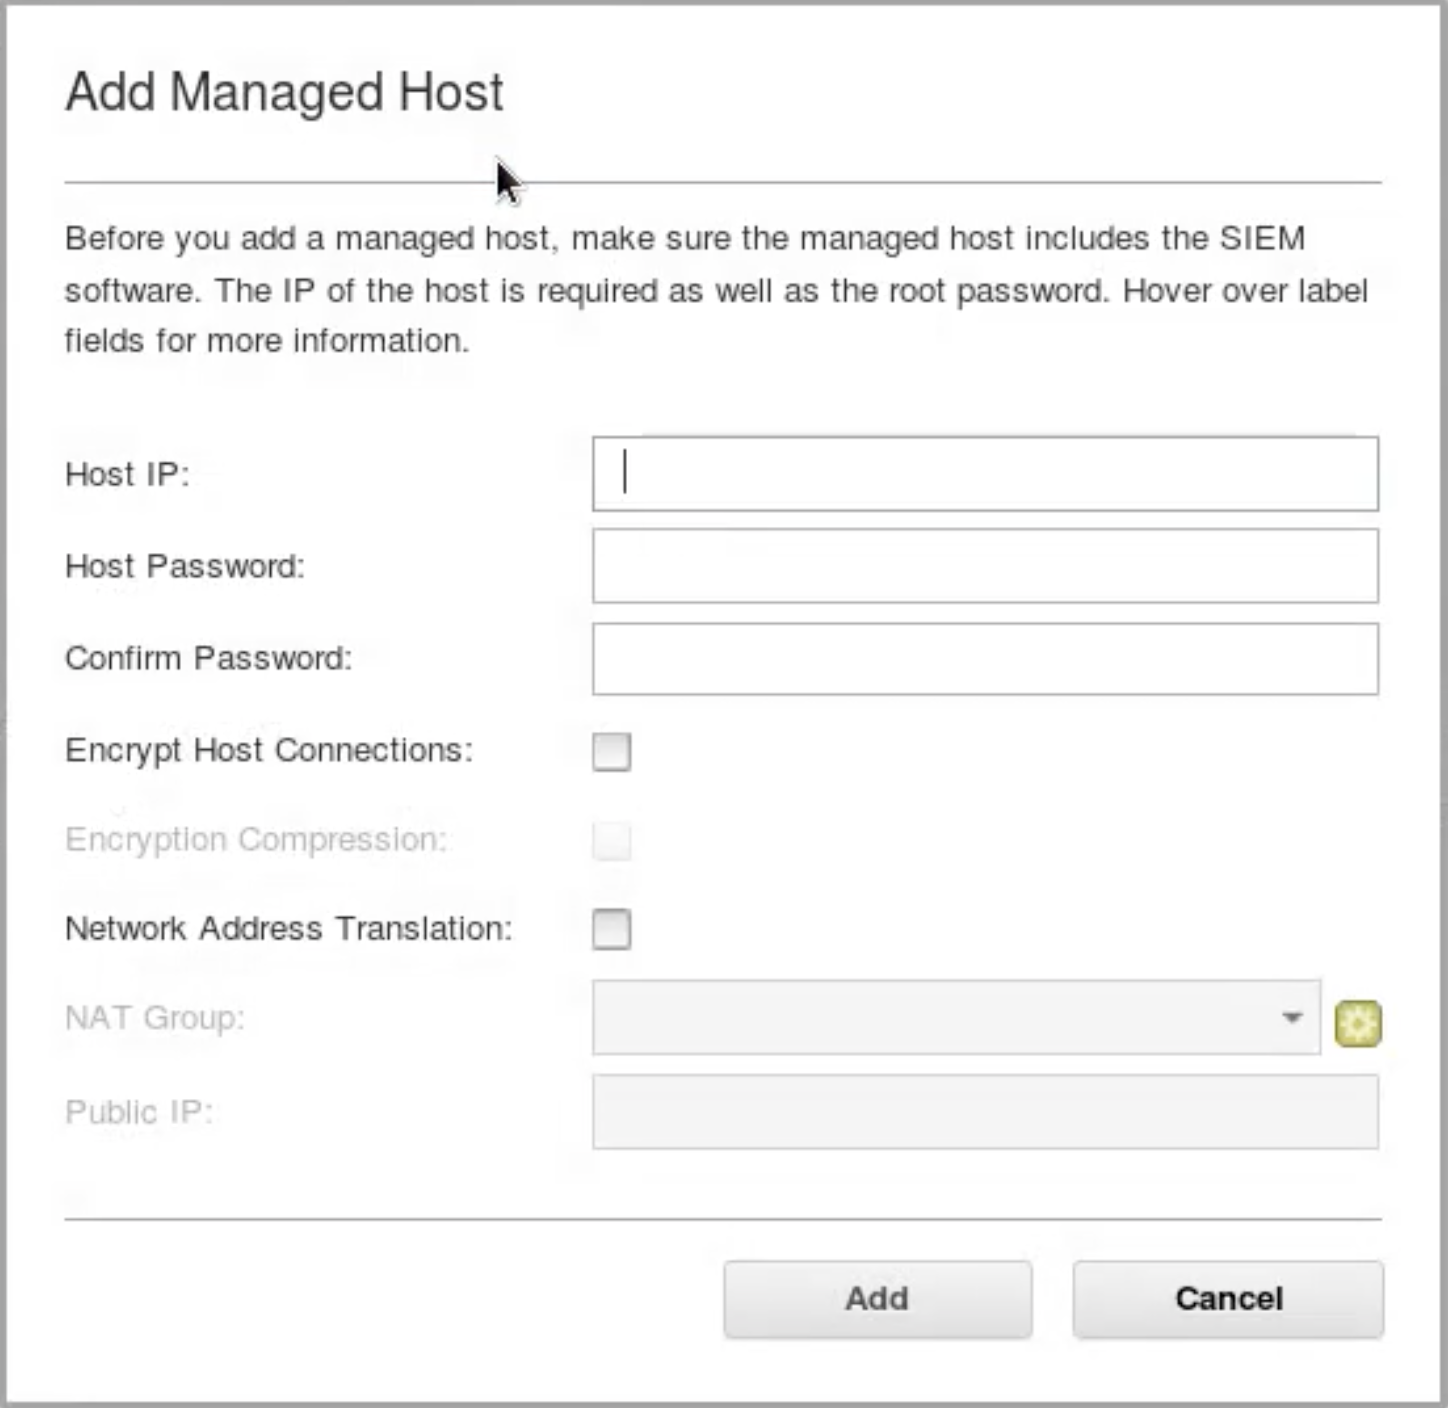 Add Managed Host
Before you add a managed host, make sure the managed host includes the SIEM
software. The IP of the host is required as well as the root password. Hover over label
fields for more information.
Host IP:
Host Password:
Confirm Password:
Encrypt Host Connections:
Encryption Compression:
Network Address Translation:
NAT Group:
Public IP:
Add Cancel